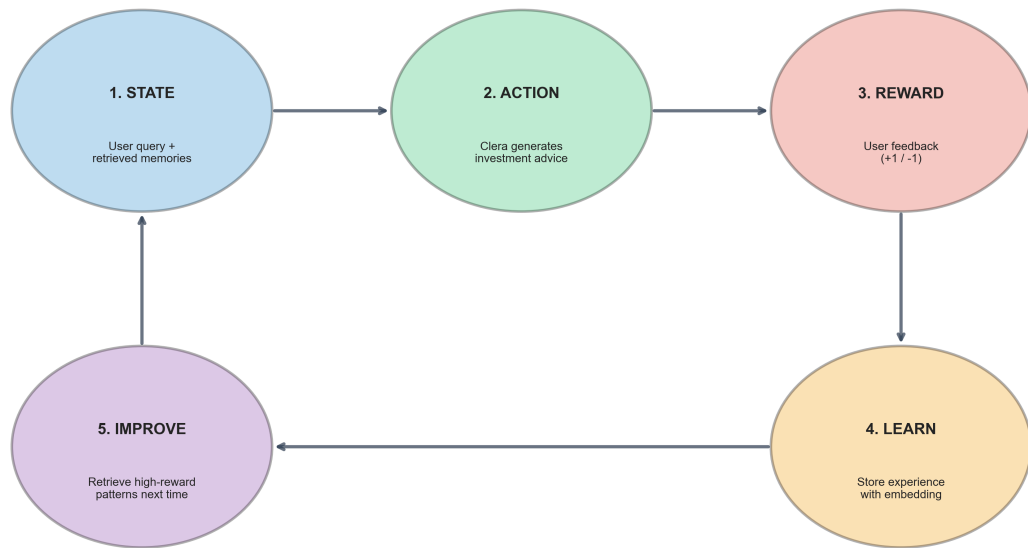 1. STATE
User query +
retrieved memories
2. ACTION
Clera generates
investment advice
3. REWARD
User feedback
(+1 / -1)
4. LEARN
Store experience
with embedding
5. IMPROVE
Retrieve high-reward
patterns next time